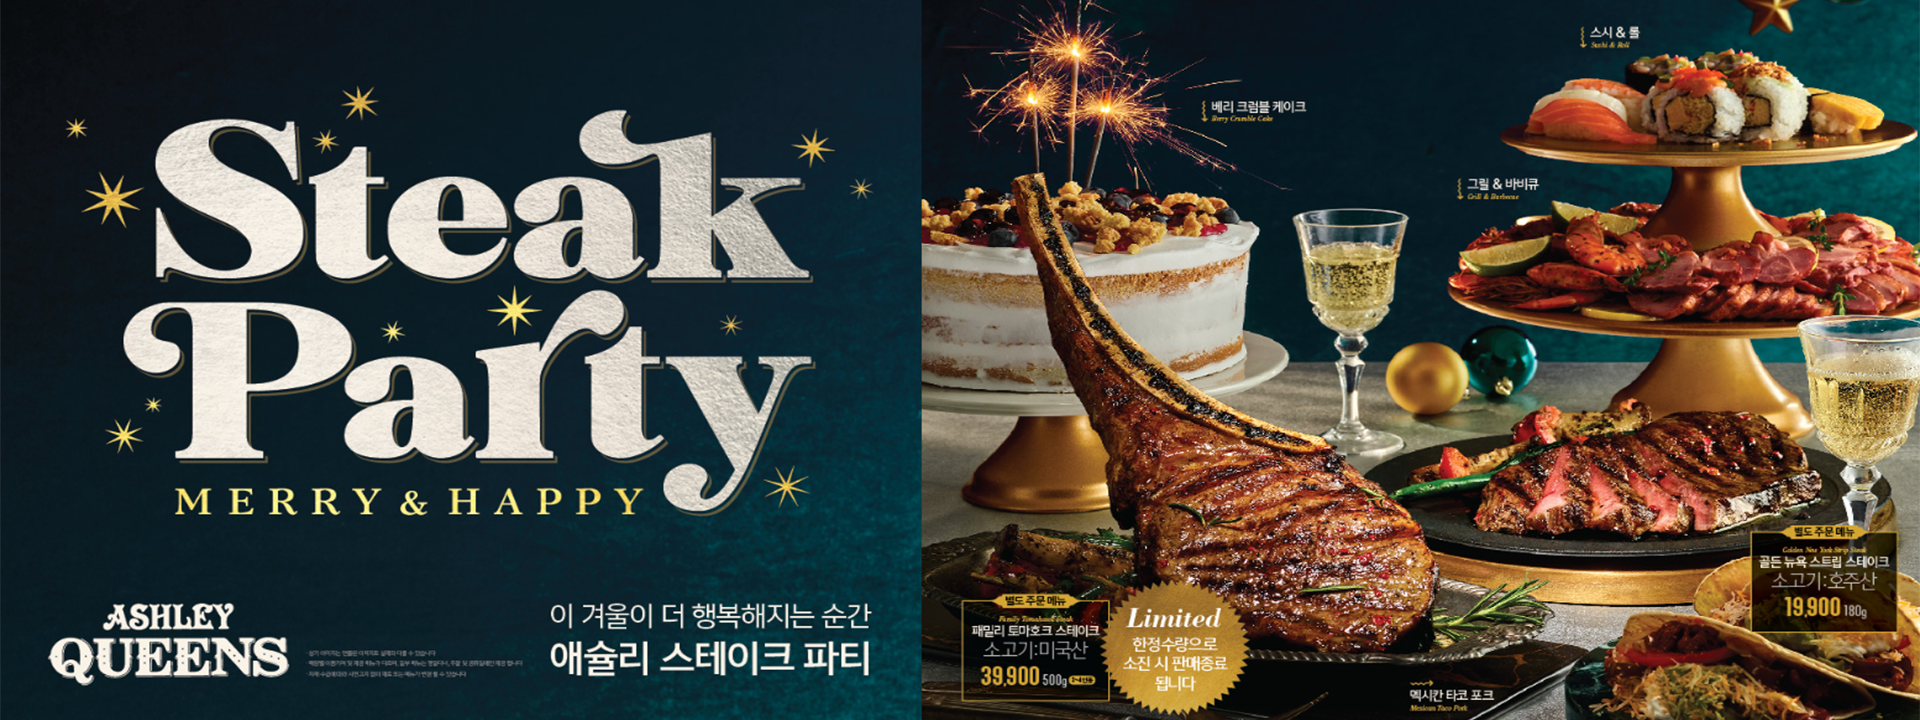 Steak
Party
MERRY & HAPPY
ASHLEY
QUEENS
이 겨울이 더 행복해지는 순간
애슐리 스테이크 파티
베리 크럼블 케이크
Berry Crumble Cake
스시 & 롤
Sushi & Roll
그릴 & 바비큐
Grill & Barbecue
별도 주문 메뉴
Family Tomahawk Steak
패밀리 토마호크 스테이크
소고기:미국산
39,900 500g
Limited
한정수량으로
소진 시 판매종료
됩니다
별도 주문 메뉴
Golden New York Strip Steak
골든 뉴욕 스트립 스테이크
소고기:호주산
19,900 180g
멕시칸 타코 포크
Mexican Taco Pork